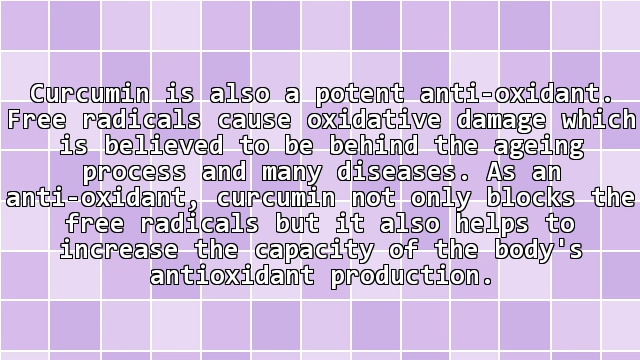 Curcumin is also a potent anti-oxidant.
Free radicals cause oxidative damage which
is believed to be behind the ageing
process and many diseases. As an
anti-oxidant, curcumin not only blocks the
free radicals but it also helps to
increase the capacity of the body's
antioxidant production.